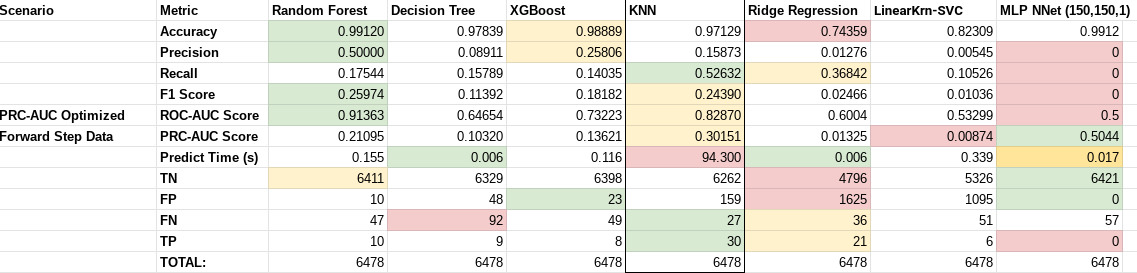 Scenario Metric Random Forest Decision Tree XGBoost KNN Ridge Regression LinearKrn-SVC MLP NNet (150,150,1)
Accuracy 0.99120 0.97839 0.98889 0.97129 0.74359 0.82309 0.9912
Precision 0.50000 0.08911 0.25806 0.15873 0.01276 0.00545 0
Recall 0.17544 0.15789 0.14035 0.52632 0.36842 0.10526 0
F1 Score 0.25974 0.11392 0.18182 0.24390 0.02466 0.01036 0
PRC-AUC Optimized ROC-AUC Score 0.91363 0.64654 0.73223 0.82870 0.6004 0.53299 0.5
Forward Step Data PRC-AUC Score 0.21095 0.10320 0.13621 0.30151 0.01325 0.00874 0.5044
Predict Time (s) 0.155 0.006 0.116 94.300 0.006 0.339 0.017
TN 6411 6329 6398 6262 4796 5326 6421
FP 10 48 23 159 1625 1095 0
FN 47 92 49 27 36 51 57
TP 10 9 8 30 21 6 0
TOTAL: 6478 6478 6478 6478 6478 6478 6478